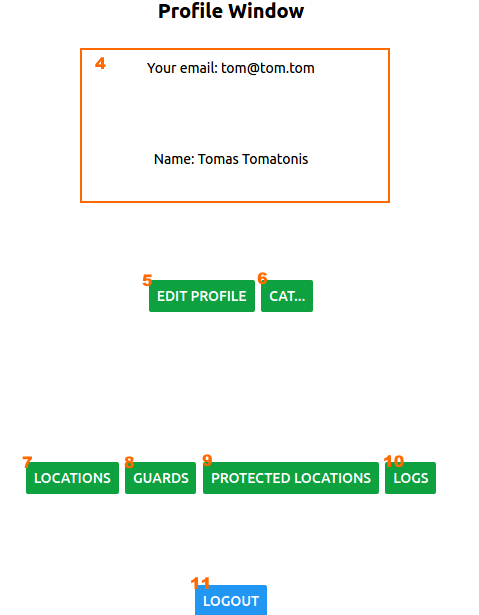 Profile Window
4
Your email: tom@tom.tom
Name: Tomas Tomatonis
5 6
EDIT PROFILE CAT...
7 8 9 10
LOCATIONS GUARDS PROTECTED LOCATIONS LOGS
11
LOGOUT